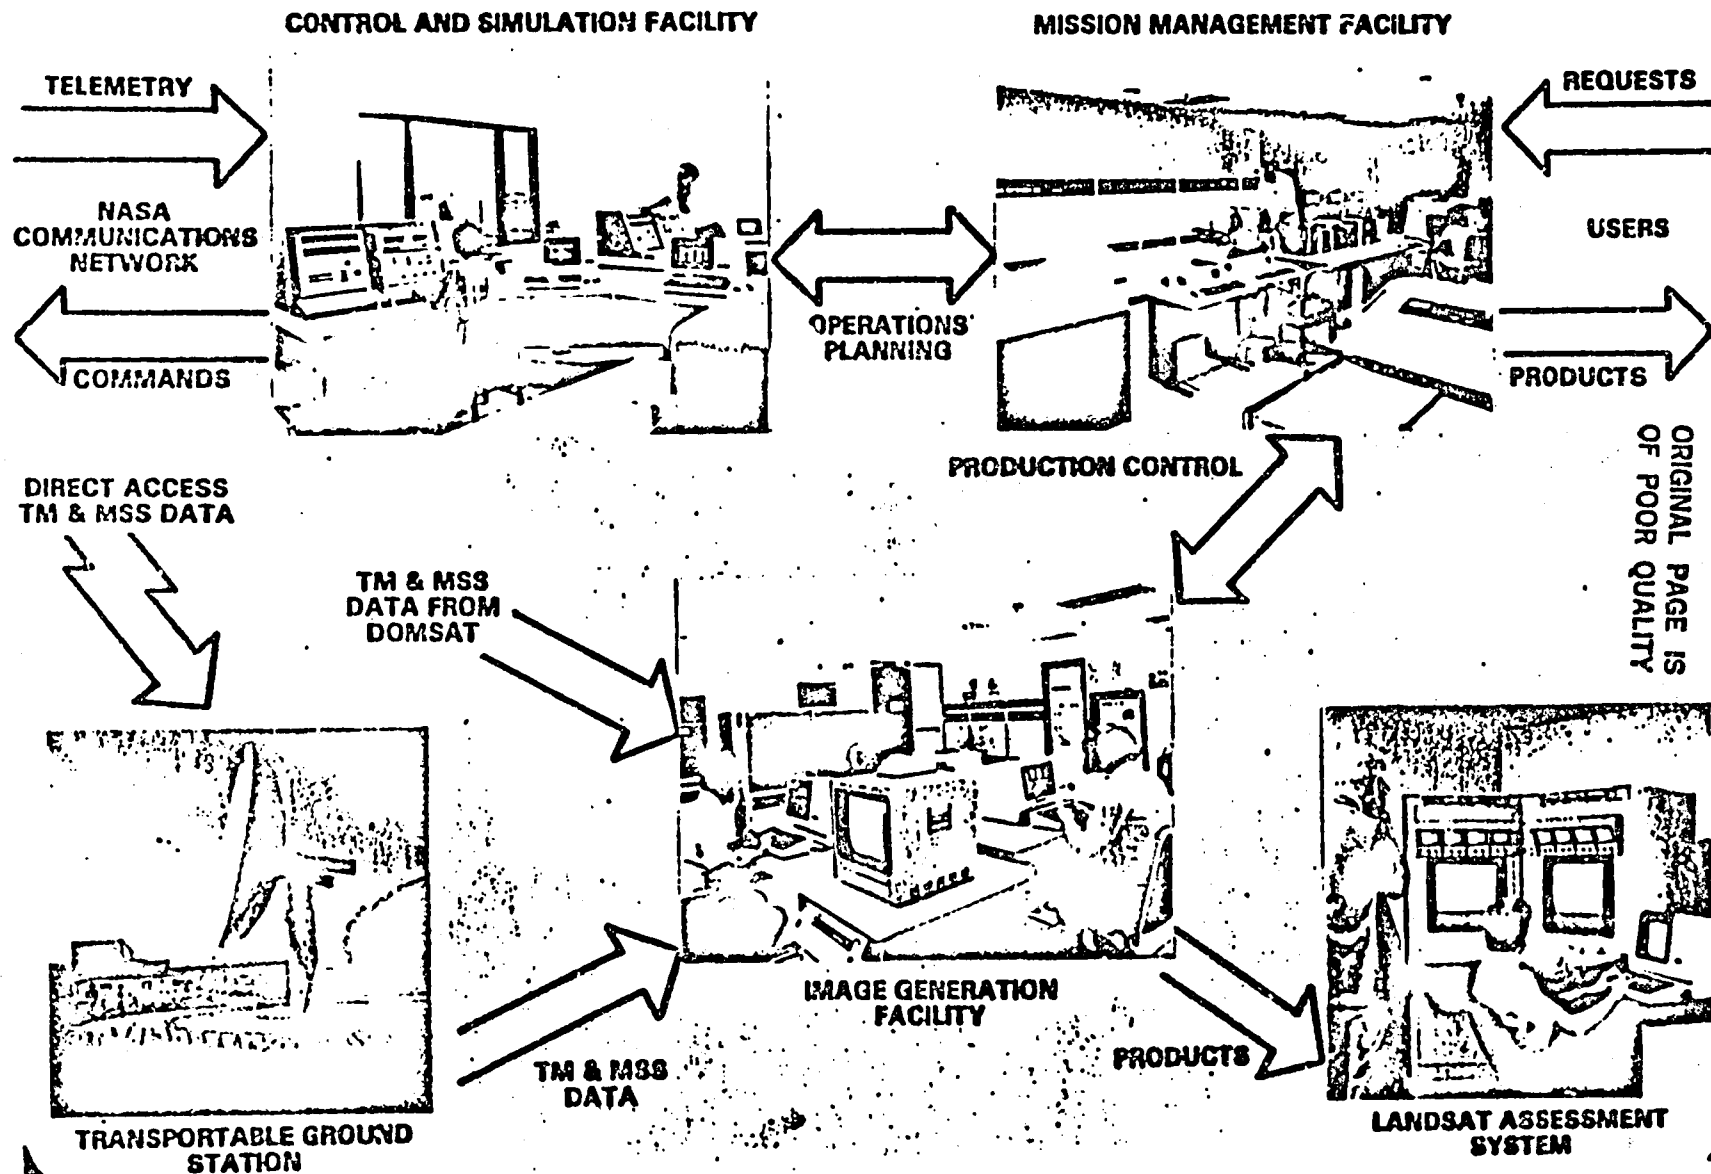 CONTROL AND SIMULATION FACILITY
MISSION MANAGEMENT FACILITY
TELEMETRY
REQUESTS
NASA
COMMUNICATIONS
NETWORK
USERS
OPERATIONS
PLANNING
COMMANDS
PRODUCTS
PRODUCTION CONTROL
ORIGINAL PAGE IS
OF POOR QUALITY
DIRECT ACCESS
TM & MSS DATA
TM & MSS
DATA FROM
DOMSAT
IMAGE GENERATION
FACILITY
TM & MSS
DATA
PRODUCTS
TRANSPORTABLE GROUND
STATION
LANDSAT ASSESSMENT
SYSTEM